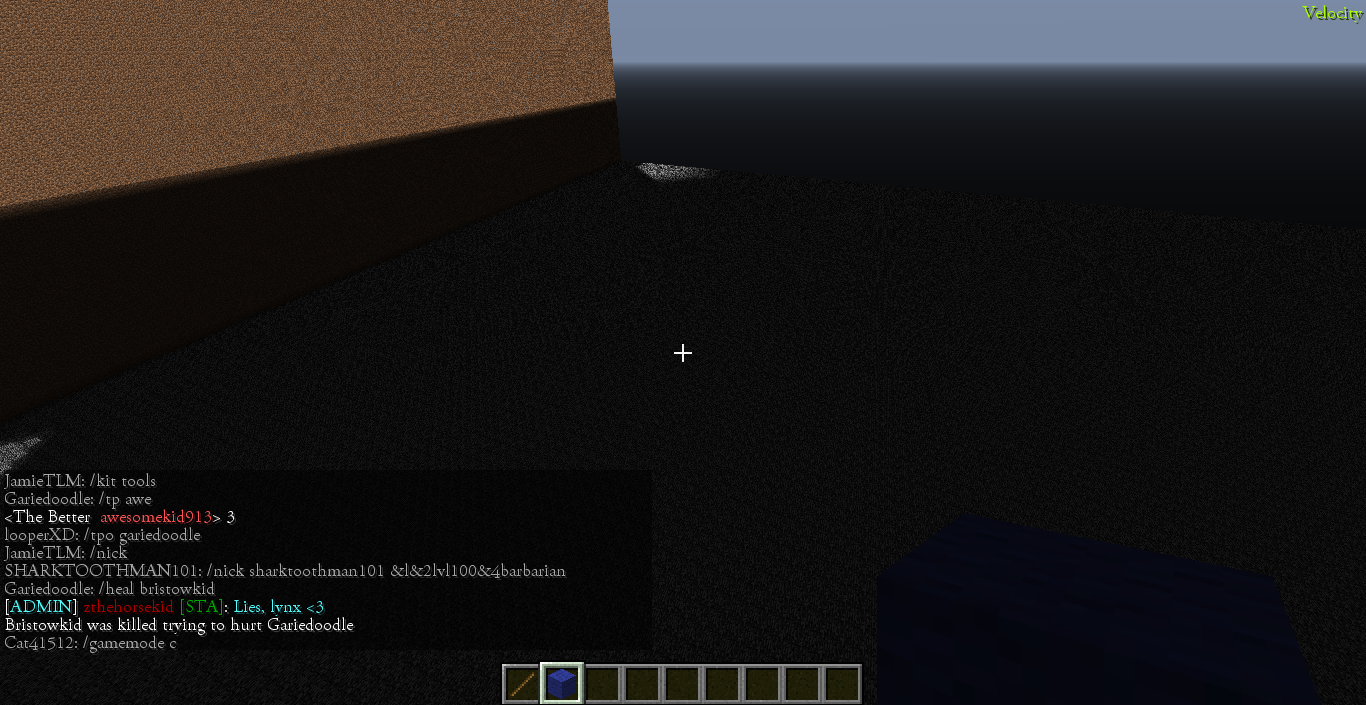 Velocity
JamieTLM: /kit tools
Gariedoodle: /tp awe
<The Better  awesomekid913> 3
looperXD: /tpo gariedoodle
JamieTLM: /nick
SHARKTOOTHMAN101: /nick sharktoothman101 &l&2lvl100&4barbarian
Gariedoodle: /heal bristowkid
[ADMIN] zthehorsekid [STA]: Lies, lvnx <3
Bristowkid was killed trying to hurt Gariedoodle
Cat41512: /gamemode c